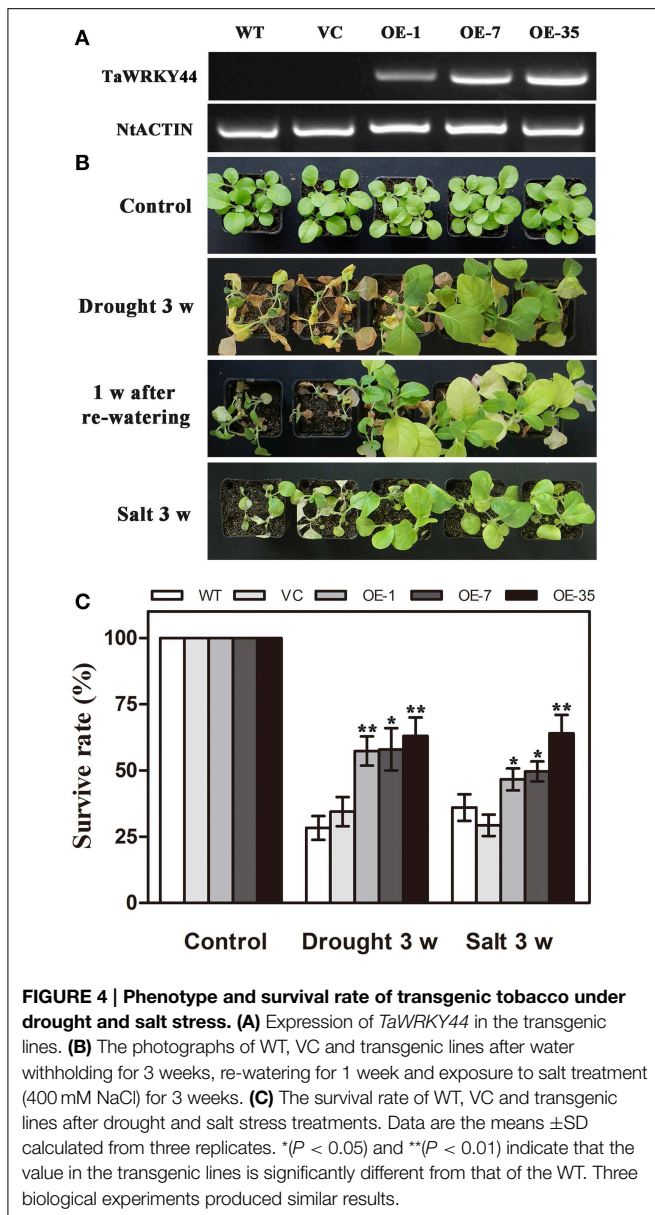 A
WT VC OE-1 OE-7 OE-35
TaWRKY44
NtACTIN
B
Control
Drought 3 w
1 w after
re-watering
Salt 3 w
C
WT VC OE-1 OE-7 OE-35
Survive rate (%)
100
75
50
25
0
** * **
* * **
Control Drought 3 w Salt 3 w
FIGURE 4 | Phenotype and survival rate of transgenic tobacco under
drought and salt stress. (A) Expression of TaWRKY44 in the transgenic
lines. (B) The photographs of WT, VC and transgenic lines after water
withholding for 3 weeks, re-watering for 1 week and exposure to salt treatment
(400 mM NaCl) for 3 weeks. (C) The survival rate of WT, VC and transgenic
lines after drought and salt stress treatments. Data are the means ±SD
calculated from three replicates. *(P < 0.05) and **(P < 0.01) indicate that the
value in the transgenic lines is significantly different from that of the WT. Three
biological experiments produced similar results.